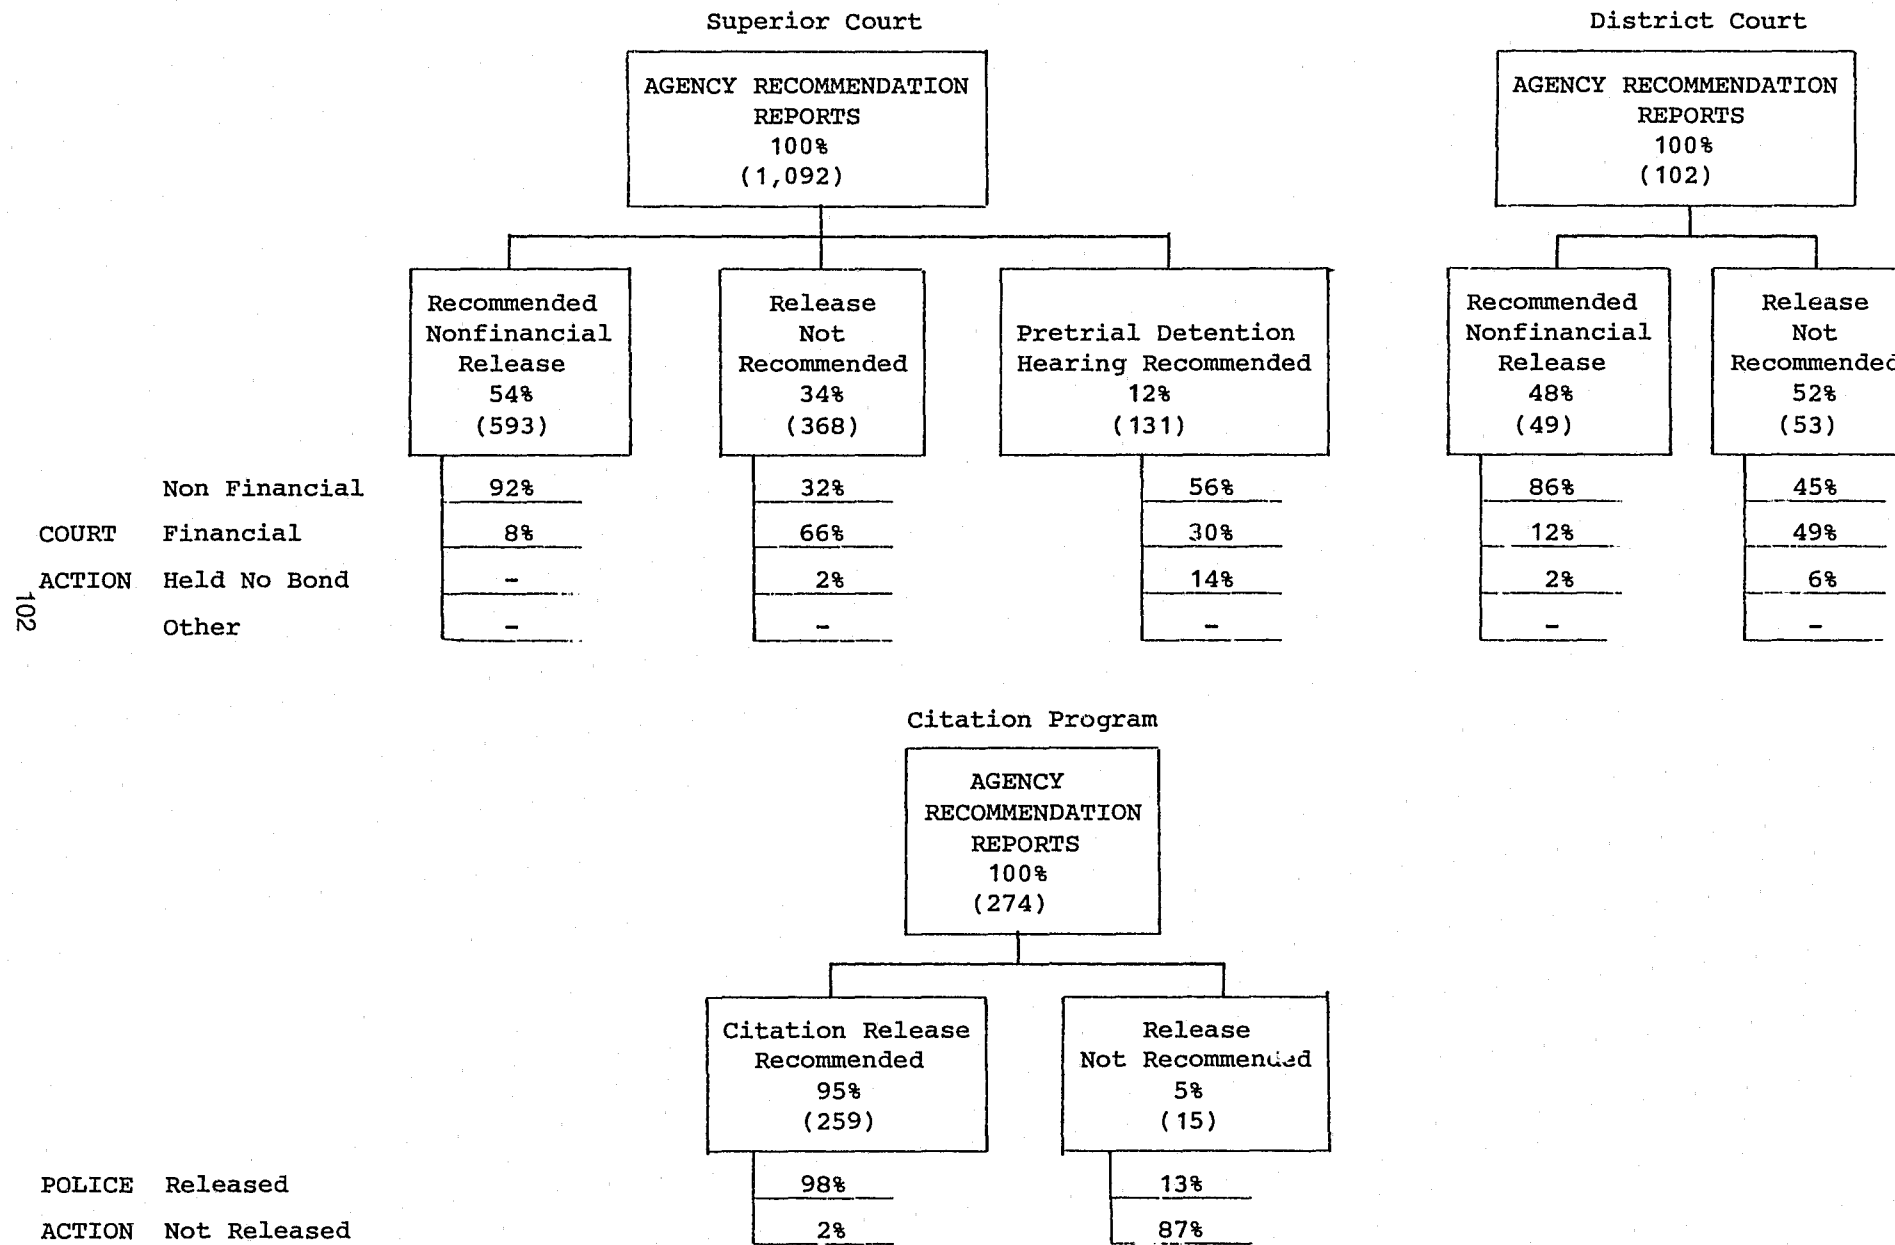 Superior Court
District Court
AGENCY RECOMMENDATION
REPORTS
100%
(1,092)
AGENCY RECOMMENDATION
REPORTS
100%
(102)
Recommended
Nonfinancial
Release
54%
(593)
Release
Not
Recommended
34%
(368)
Pretrial Detention
Hearing Recommended
12%
(131)
Recommended
Nonfinancial
Release
48%
(49)
Release
Not
Recommended
52%
(53)
Non Financial 92% 32% 56% 86% 45%
COURT Financial 8% 66% 30% 12% 49%
ACTION Held No Bond - 2% 14% 2% 6%
Other - - - - -
102
Citation Program
AGENCY
RECOMMENDATION
REPORTS
100%
(274)
Citation Release
Recommended
95%
(259)
Release
Not Recommended
5%
(15)
POLICE Released 98% 13%
ACTION Not Released 2% 87%